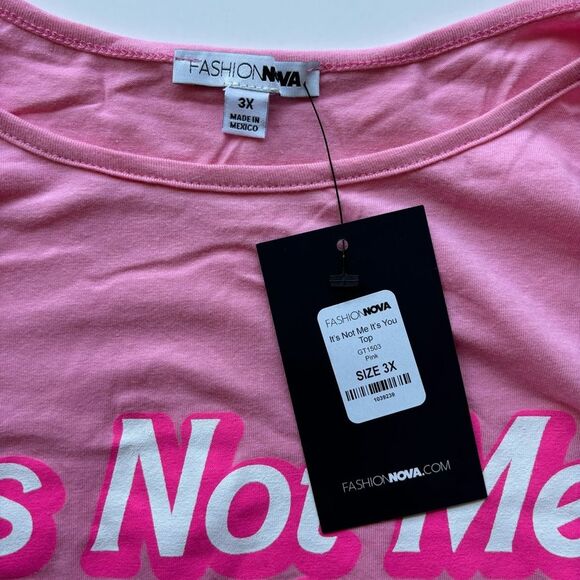 FASHIONNOVA
3X
MADE IN
MEXICO
FASHIONNOVA
It's Not Me It's You
Top
GT1503
Pink
SIZE 3X
1039239
FASHIONNOVA.COM
s Not Me